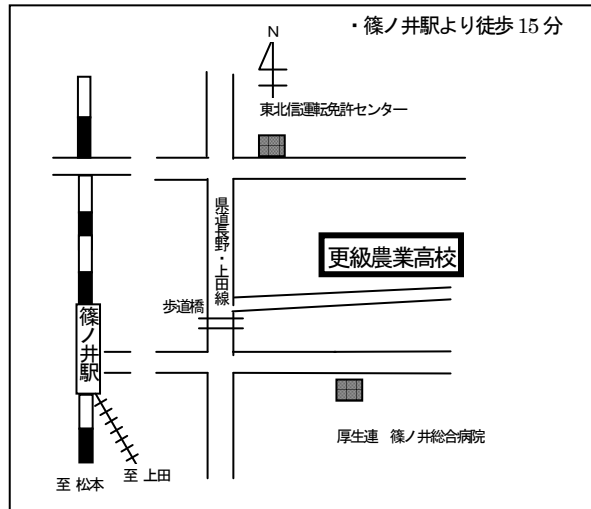 ・篠ノ井駅より徒歩 15 分
N
東北信運転免許センター
県道長野・上田線
更級農業高校
歩道橋
篠ノ井駅
厚生連　篠ノ井総合病院
至 松本
至 上田